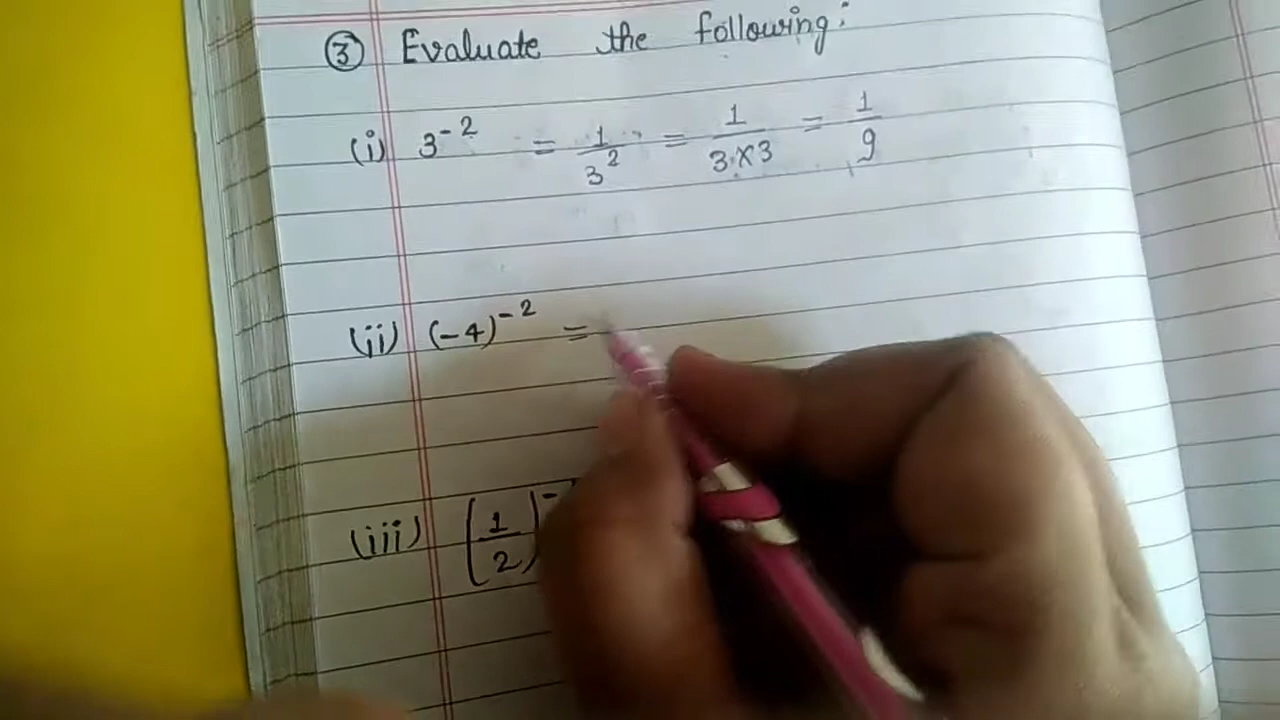 ③ Evaluate the following:
(i) 3⁻² = 1/3² = 1/3×3 = 1/9
(ii) (-4)⁻² =
(iii) (1/2)⁻